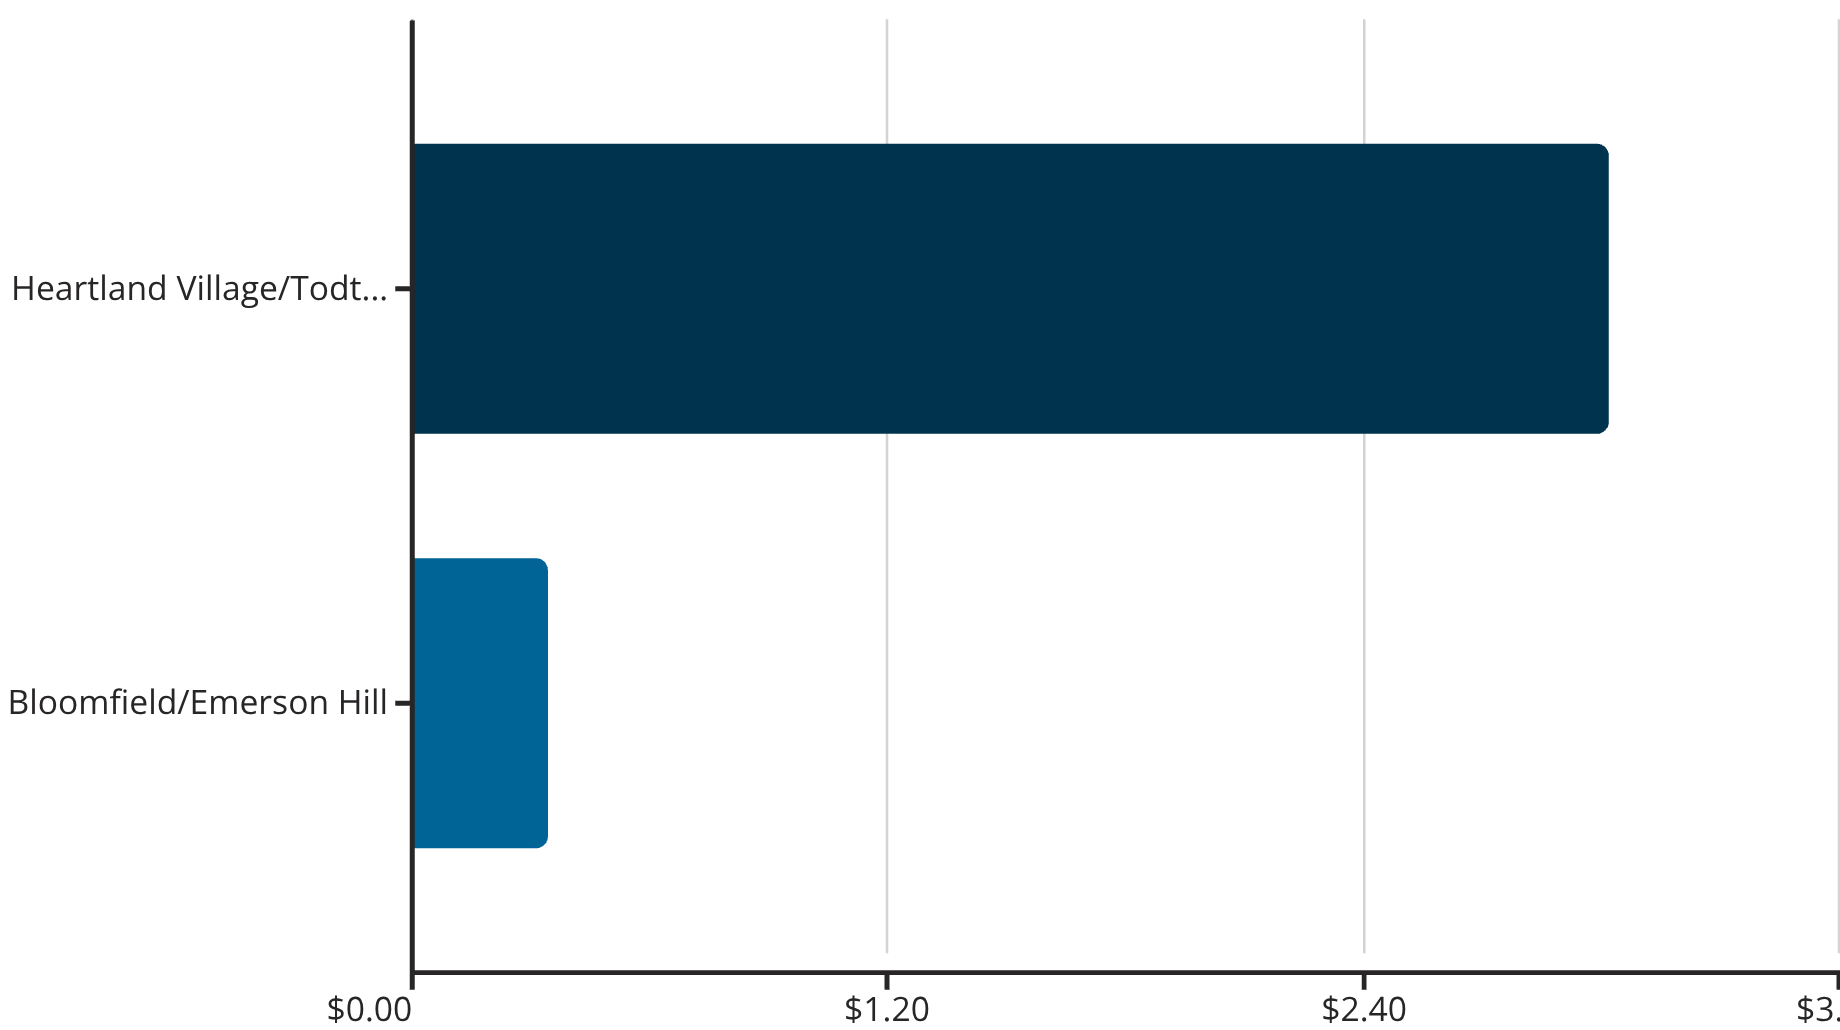 Heartland Village/Todt...
Bloomfield/Emerson Hill
$0.00 $1.20 $2.40 $3.